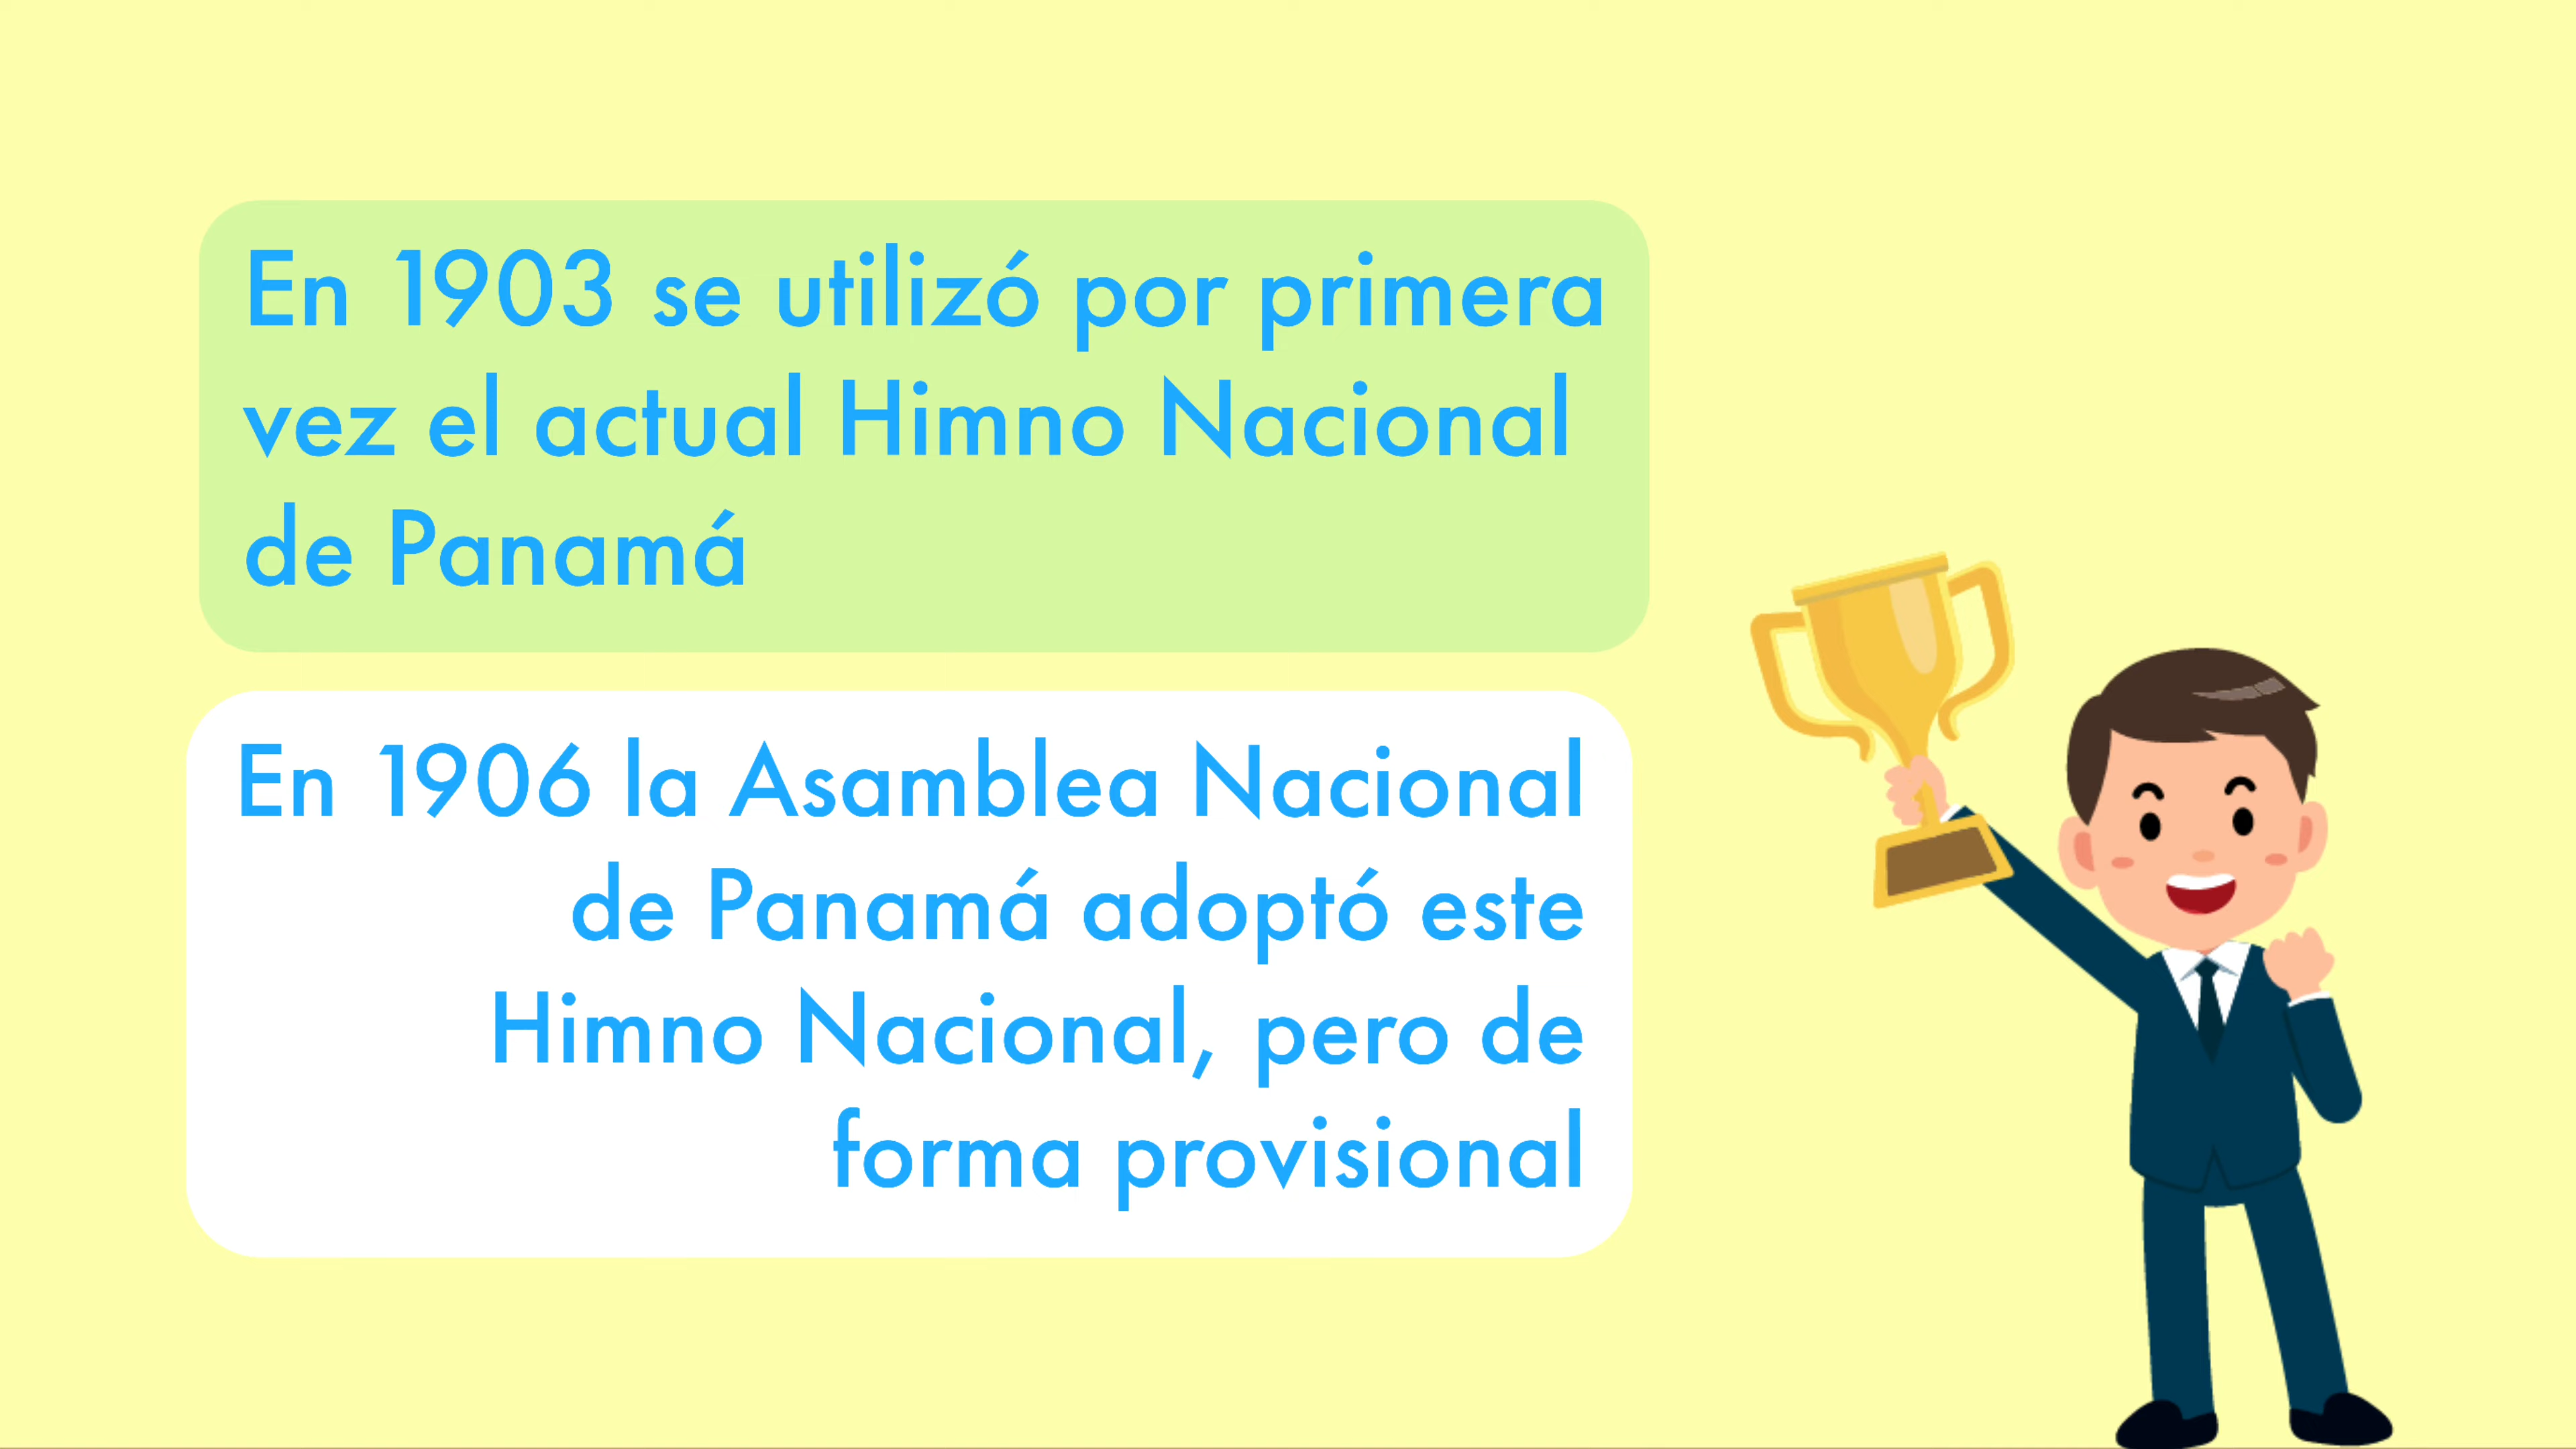 En 1903 se utilizó por primera
vez el actual Himno Nacional
de Panamá
En 1906 la Asamblea Nacional
de Panamá adoptó este
Himno Nacional, pero de
forma provisional